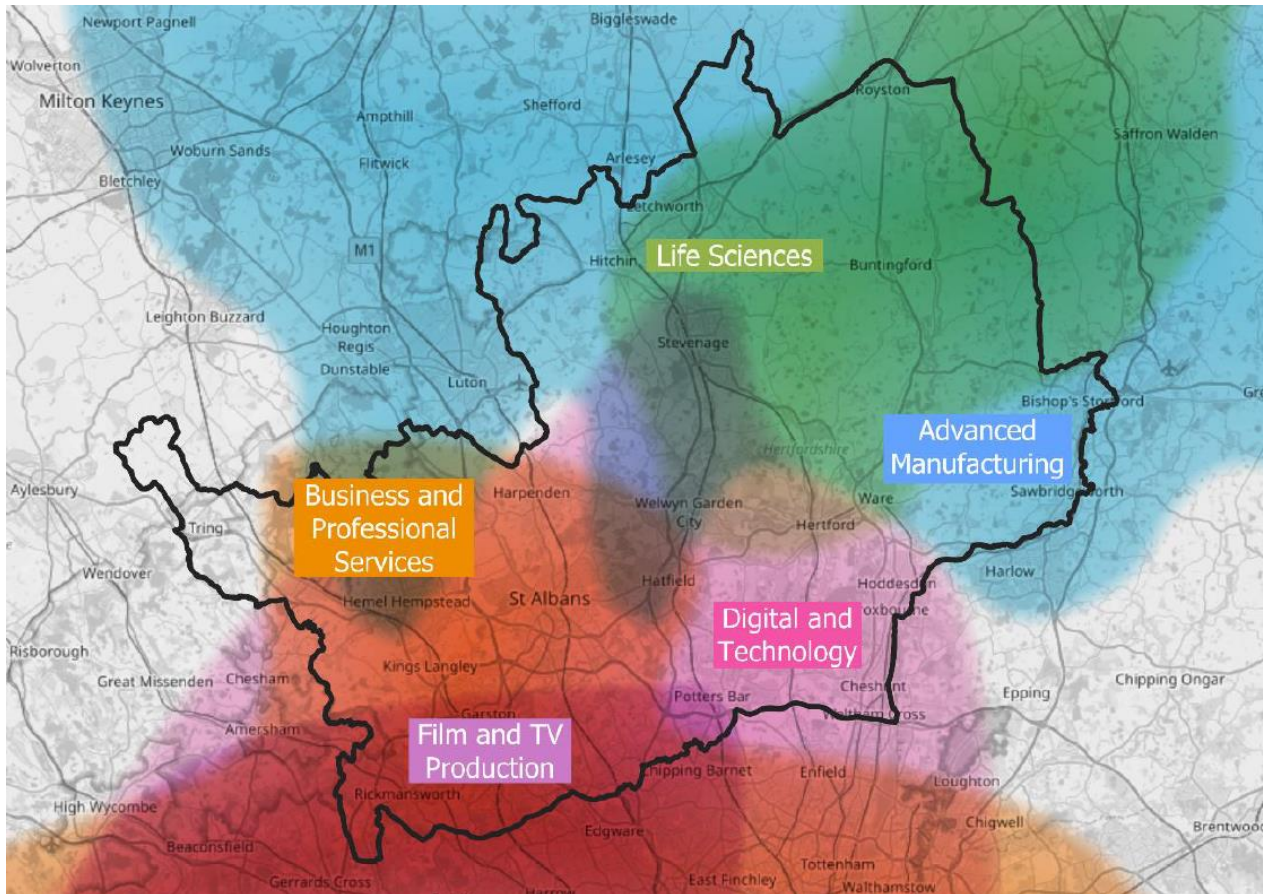 Newport Pagnell
Biggleswade
Wolverton
Milton Keynes
Shefford
Royston
Ampthill
Saffron Walden
Woburn Sands
Flitwick
Arlesey
Bletchley
Letchworth
M1
Hitchin
Life Sciences
Buntingford
Leighton Buzzard
Houghton
Regis
Stevenage
Dunstable
Luton
Bishop's Stortford
Advanced
Manufacturing
Hertfordshire
Aylesbury
Harpenden
Business and
Professional
Services
Welwyn Garden
City
Ware
Sawbridgeworth
Tring
Hertford
Wendover
Harlow
Hatfield
Hoddesdon
Hemel Hempstead
St Albans
Digital and
Technology
Risborough
Kings Langley
Great Missenden
Chesham
Potters Bar
Cheshunt
Epping
Chipping Ongar
Garston
Waltham Cross
Amersham
Film and TV
Production
Chipping Barnet
Enfield
Loughton
High Wycombe
Rickmansworth
Chigwell
Brentwood
Edgware
Beaconsfield
Tottenham
Gerrards Cross
Harrow
East Finchley
Walthamstow